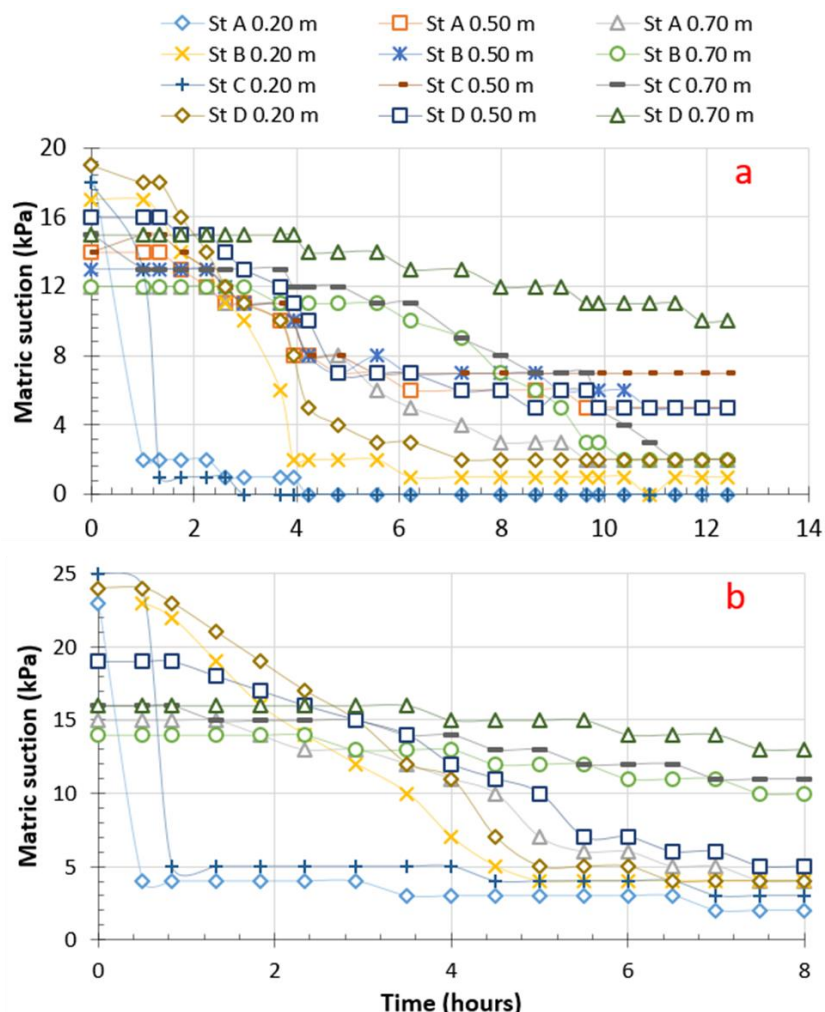 St A 0.20 m St A 0.50 m St A 0.70 m
St B 0.20 m St B 0.50 m St B 0.70 m
St C 0.20 m St C 0.50 m St C 0.70 m
St D 0.20 m St D 0.50 m St D 0.70 m
a
Matric suction (kPa)
20
16
12
8
4
0
0 2 4 6 8 10 12 14
b
Matric suction (kPa)
25
20
15
10
5
0
0 2 4 6 8
Time (hours)